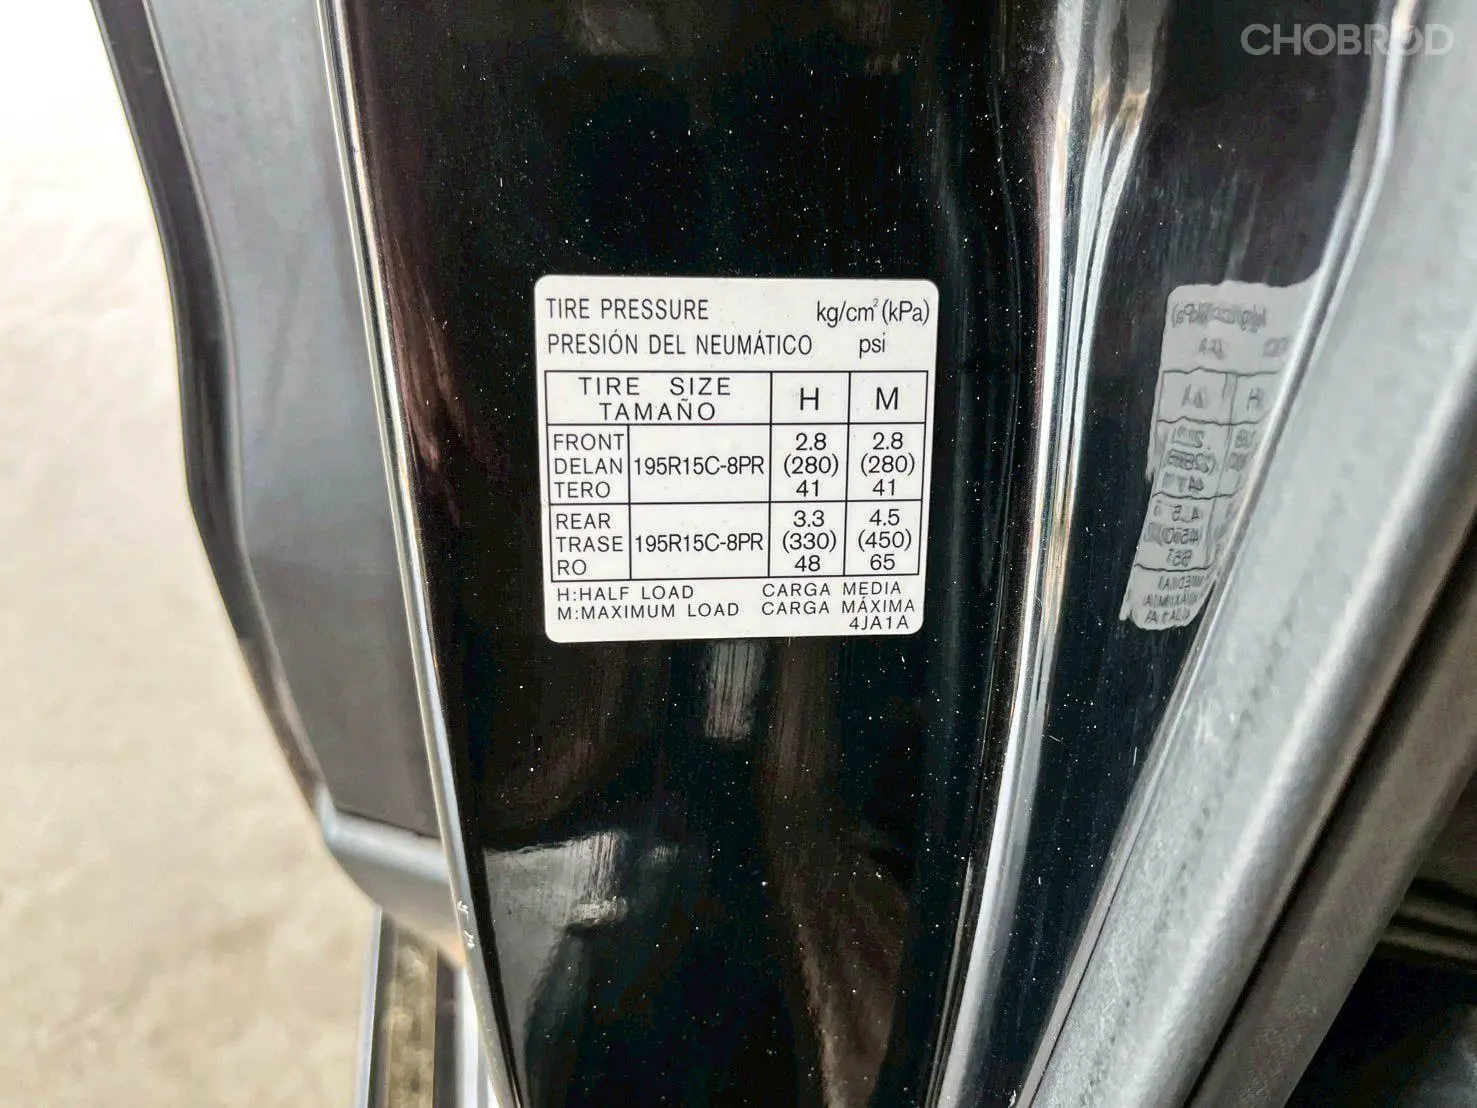 CHOBROD
TIRE PRESSURE kg/cm² (kPa)
PRESIÓN DEL NEUMÁTICO psi
TIRE SIZE H M
TAMAÑO
FRONT 2.8 2.8
DELAN 195R15C-8PR (280) (280)
TERO 41 41
REAR 3.3 4.5
TRASE 195R15C-8PR (330) (450)
RO 48 65
H:HALF LOAD CARGA MEDIA
M:MAXIMUM LOAD CARGA MÁXIMA
4JA1A